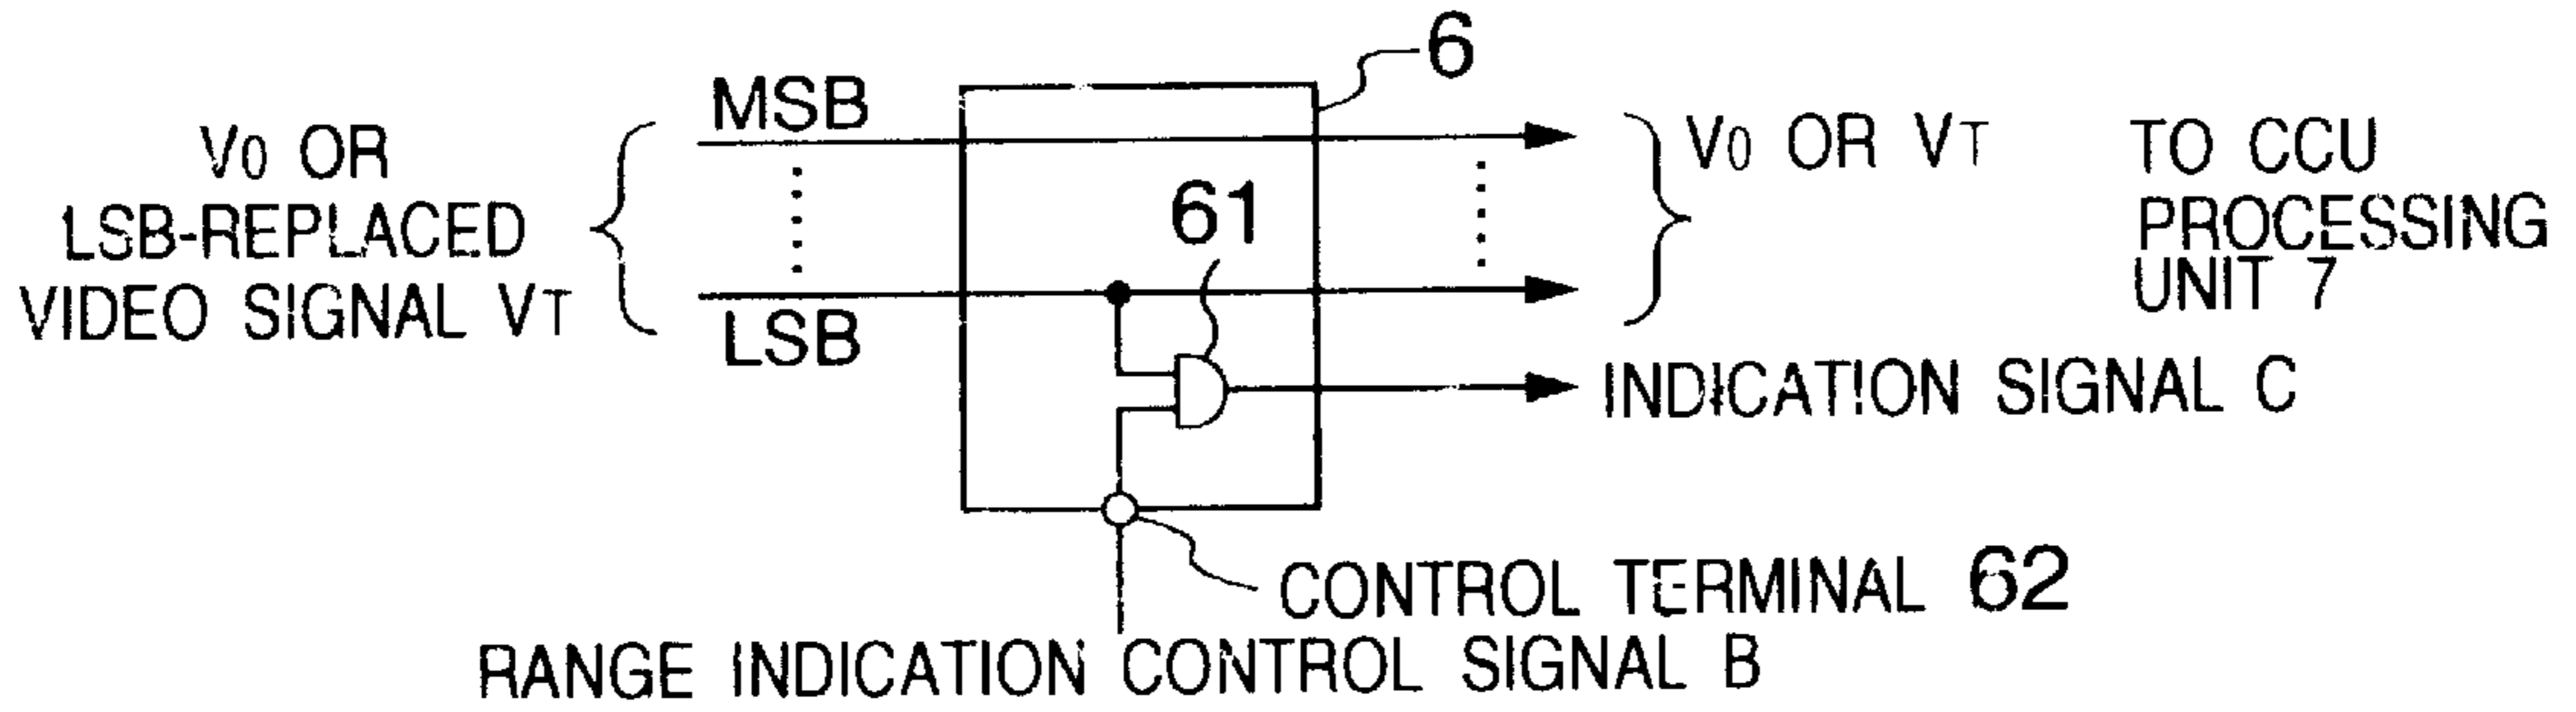 6
MSB
V0 OR
LSB-REPLACED
VIDEO SIGNAL VT
LSB
61
V0 OR VT
TO CCU
PROCESSING
UNIT 7
INDICATION SIGNAL C
CONTROL TERMINAL 62
RANGE INDICATION CONTROL SIGNAL B